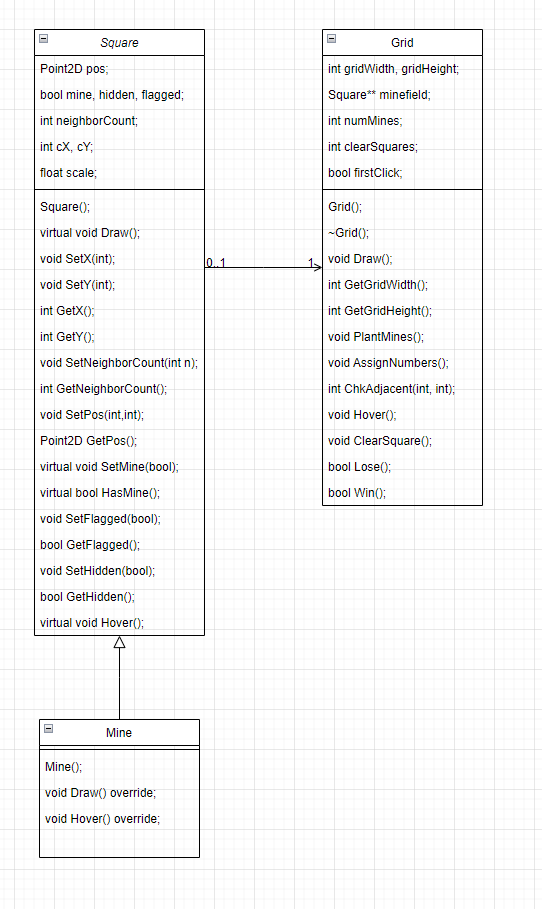 Square
Point2D pos;
bool mine, hidden, flagged;
int neighborCount;
int cX, cY;
float scale;
Square();
virtual void Draw();
void SetX(int);
void SetY(int);
int GetX();
int GetY();
void SetNeighborCount(int n);
int GetNeighborCount();
void SetPos(int,int);
Point2D GetPos();
virtual void SetMine(bool);
virtual bool HasMine();
void SetFlagged(bool);
bool GetFlagged();
void SetHidden(bool);
bool GetHidden();
virtual void Hover();
0..1
1
Grid
int gridWidth, gridHeight;
Square** minefield;
int numMines;
int clearSquares;
bool firstClick;
Grid();
~Grid();
void Draw();
int GetGridWidth();
int GetGridHeight();
void PlantMines();
void AssignNumbers();
int ChkAdjacent(int, int);
void Hover();
void ClearSquare();
bool Lose();
bool Win();
Mine
Mine();
void Draw() override;
void Hover() override;